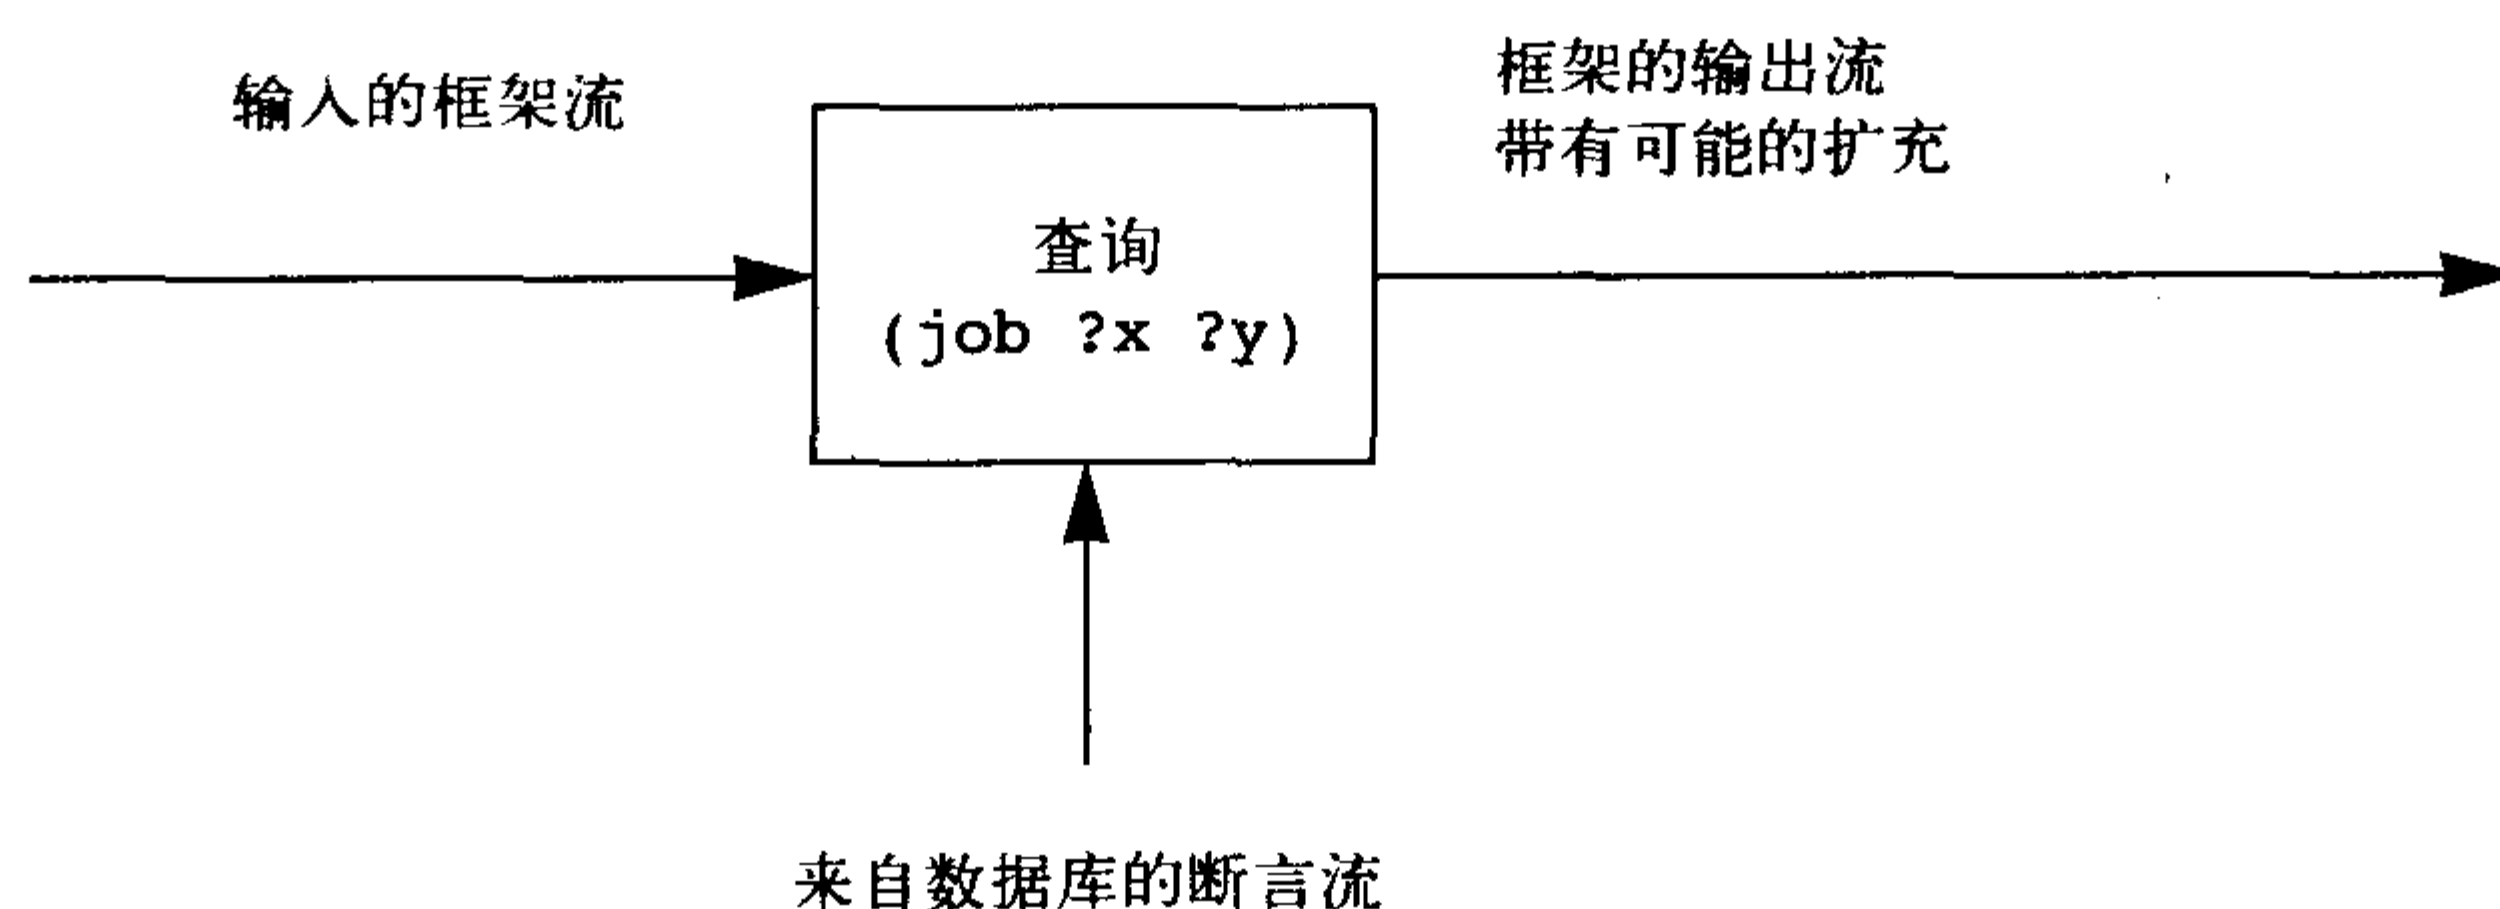 输入的框架流
框架的输出流
带有可能的扩充
查询
(job ?x ?y)
来自数据库的断言流